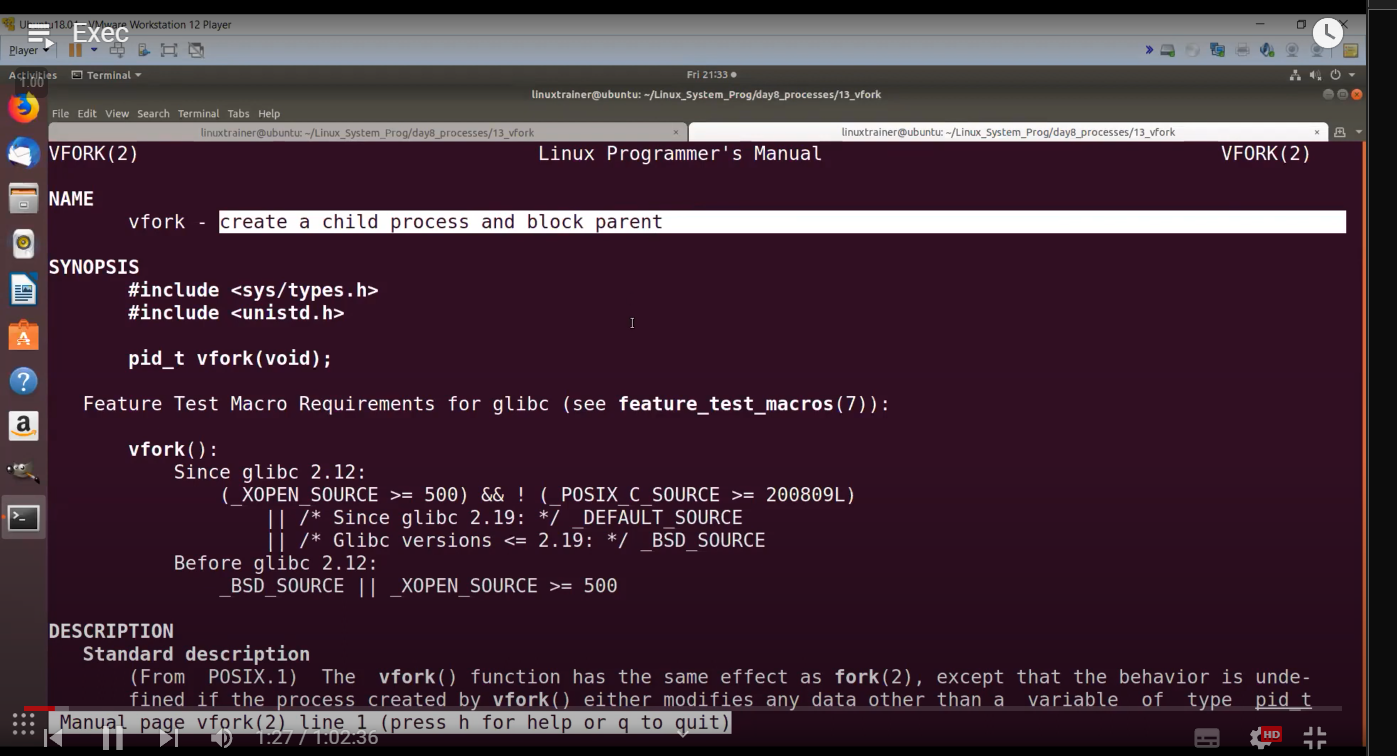 Ubuntu18.0 - VMware Workstation 12 Player
Exec
Player
Activities Terminal Fri 21:33
1.00
linuxtrainer@ubuntu: ~/Linux_System_Prog/day8_processes/13_vfork
File Edit View Search Terminal Tabs Help
linuxtrainer@ubuntu: ~/Linux_System_Prog/day8_processes/13_vfork × linuxtrainer@ubuntu: ~/Linux_System_Prog/day8_processes/13_vfork ×
VFORK(2) Linux Programmer's Manual VFORK(2)
NAME
vfork - create a child process and block parent
SYNOPSIS
#include <sys/types.h>
#include <unistd.h>
pid_t vfork(void);
Feature Test Macro Requirements for glibc (see feature_test_macros(7)):
vfork():
Since glibc 2.12:
(_XOPEN_SOURCE >= 500) && ! (_POSIX_C_SOURCE >= 200809L)
|| /* Since glibc 2.19: */ _DEFAULT_SOURCE
|| /* Glibc versions <= 2.19: */ _BSD_SOURCE
Before glibc 2.12:
_BSD_SOURCE || _XOPEN_SOURCE >= 500
DESCRIPTION
Standard description
(From POSIX.1) The vfork() function has the same effect as fork(2), except that the behavior is unde-
fined if the process created by vfork() either modifies any data other than a variable of type pid_t
Manual page vfork(2) line 1 (press h for help or q to quit)
1:27 / 1:02:36
HD